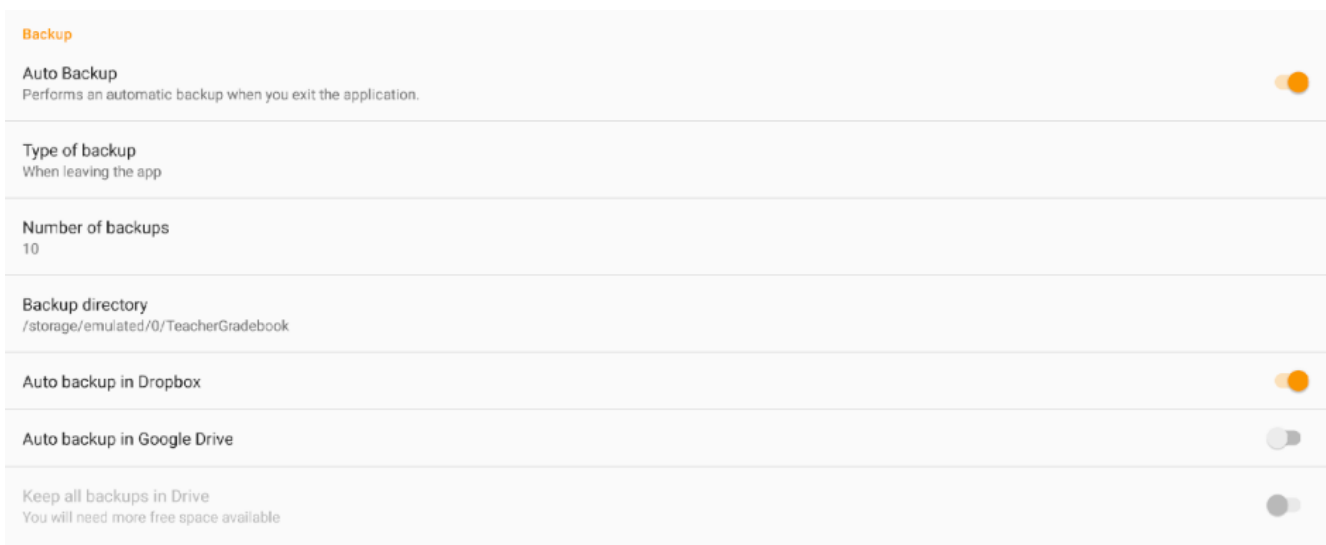 Backup
Auto Backup
Performs an automatic backup when you exit the application.
Type of backup
When leaving the app
Number of backups
10
Backup directory
/storage/emulated/0/TeacherGradebook
Auto backup in Dropbox
Auto backup in Google Drive
Keep all backups in Drive
You will need more free space available